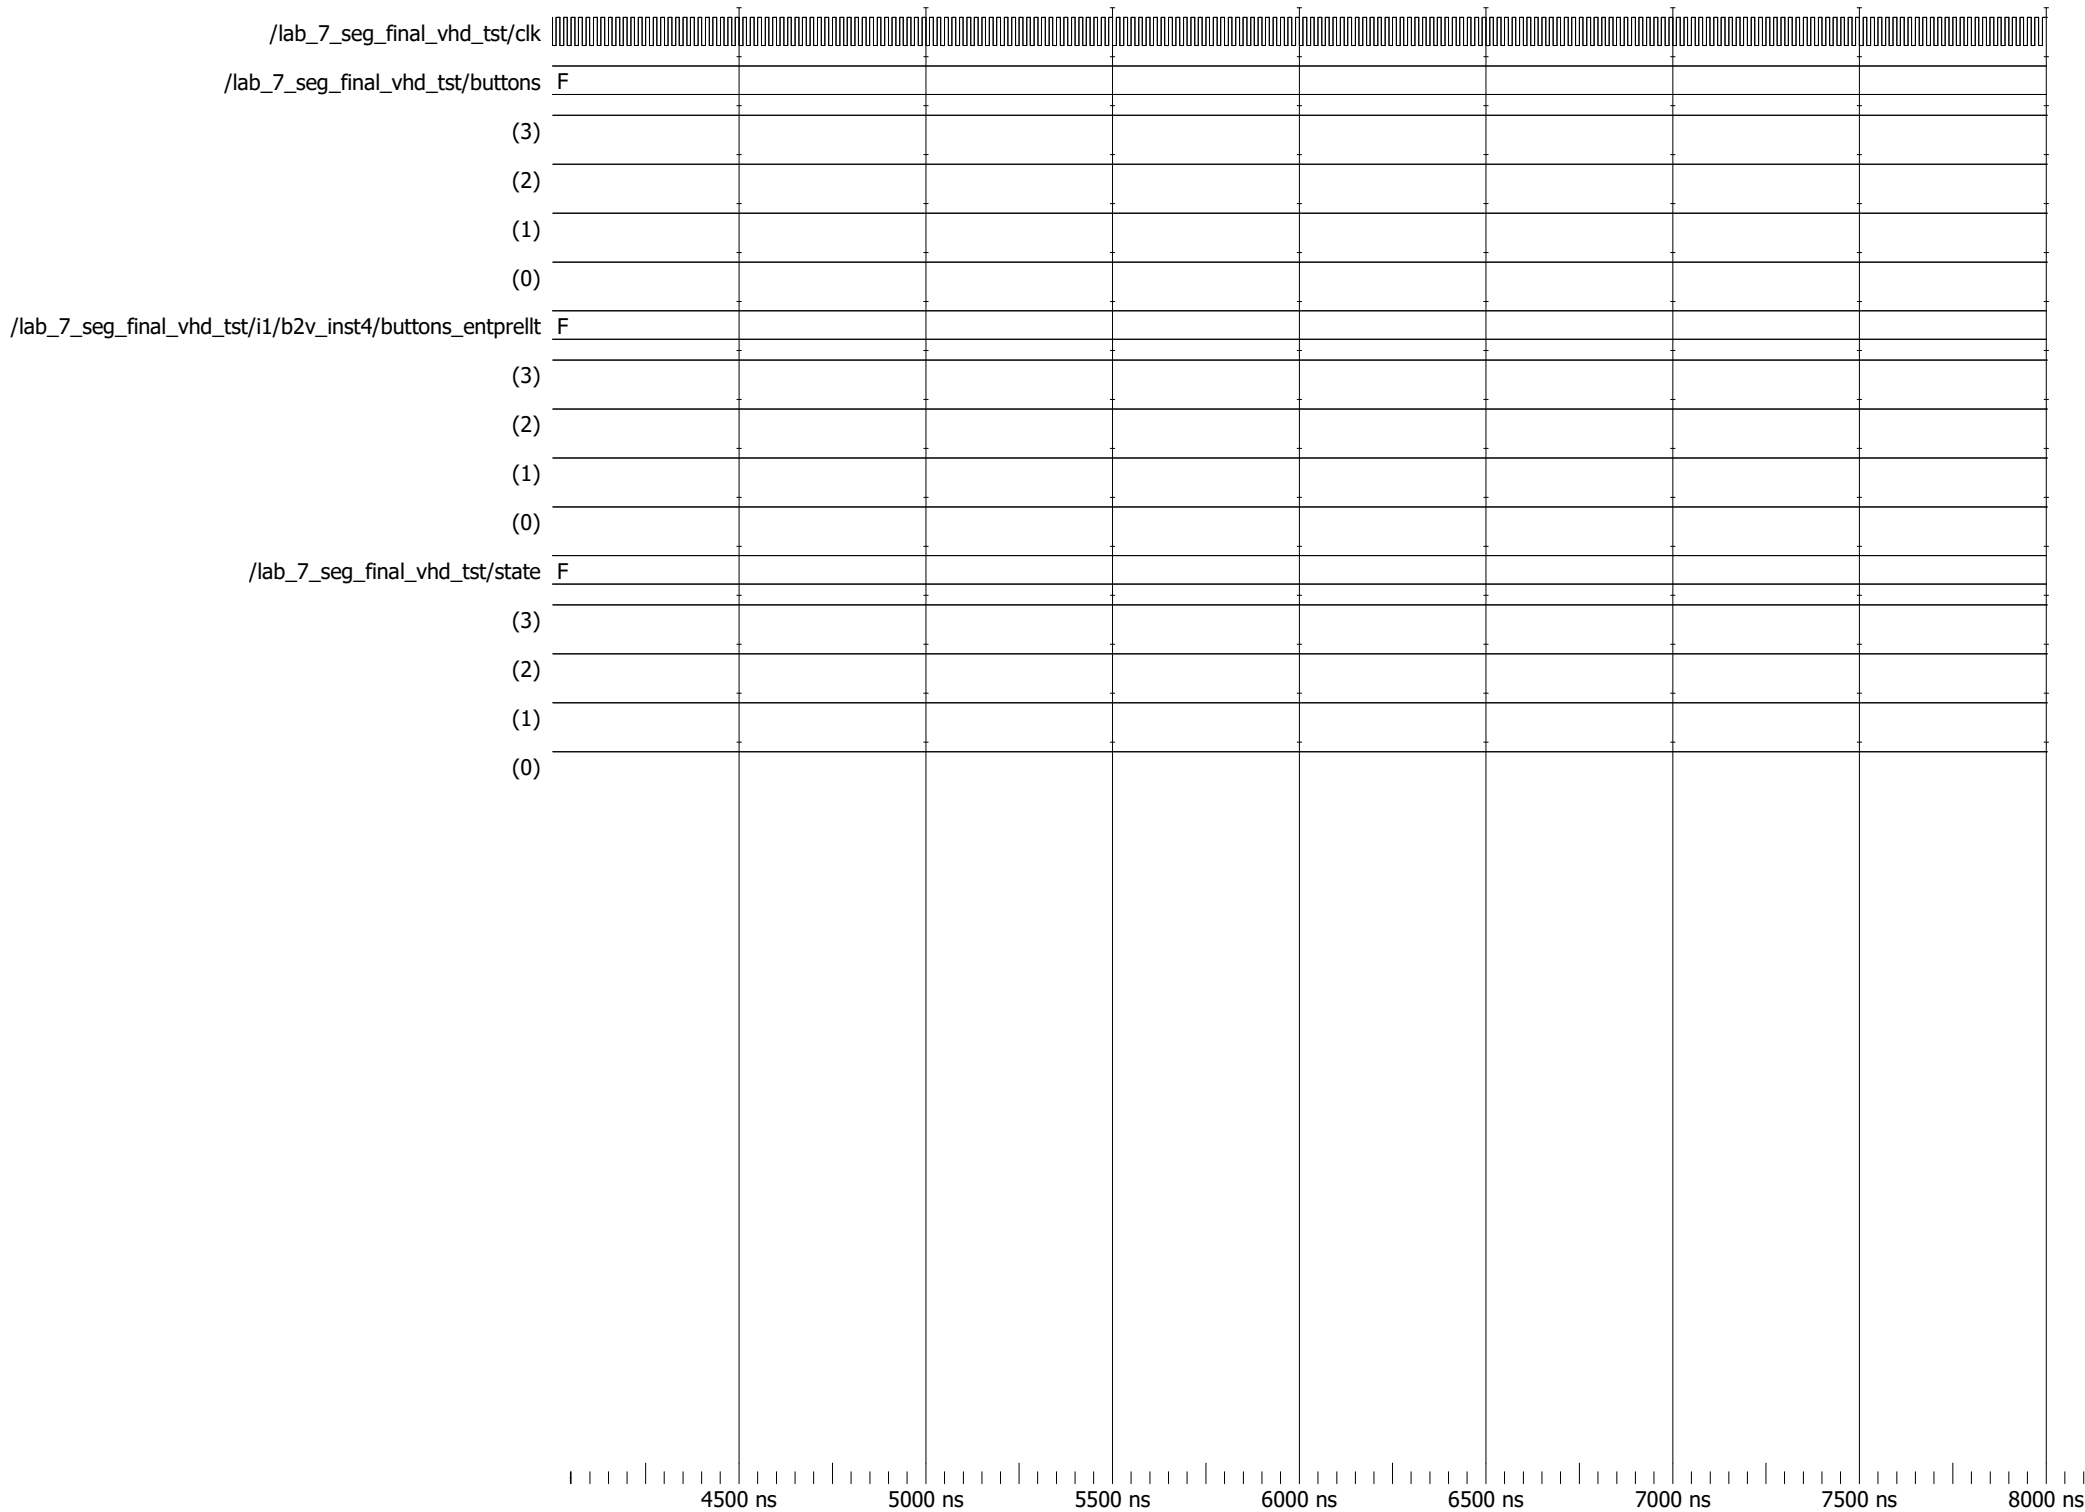 /lab_7_seg_final_vhd_tst/clk
/lab_7_seg_final_vhd_tst/buttons F
(3)
(2)
(1)
(0)
/lab_7_seg_final_vhd_tst/i1/b2v_inst4/buttons_entprellt F
(3)
(2)
(1)
(0)
/lab_7_seg_final_vhd_tst/state F
(3)
(2)
(1)
(0)
4500 ns 5000 ns 5500 ns 6000 ns 6500 ns 7000 ns 7500 ns 8000 ns